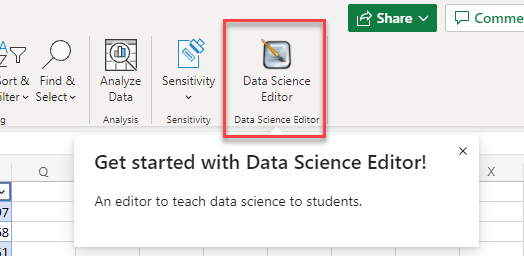 Share
Comme
Sort &
Filter
Find &
Select
Analyze
Data
Sensitivity
Data Science
Editor
Analysis
Sensitivity
Data Science Editor
Q
X
Get started with Data Science Editor!
An editor to teach data science to students.